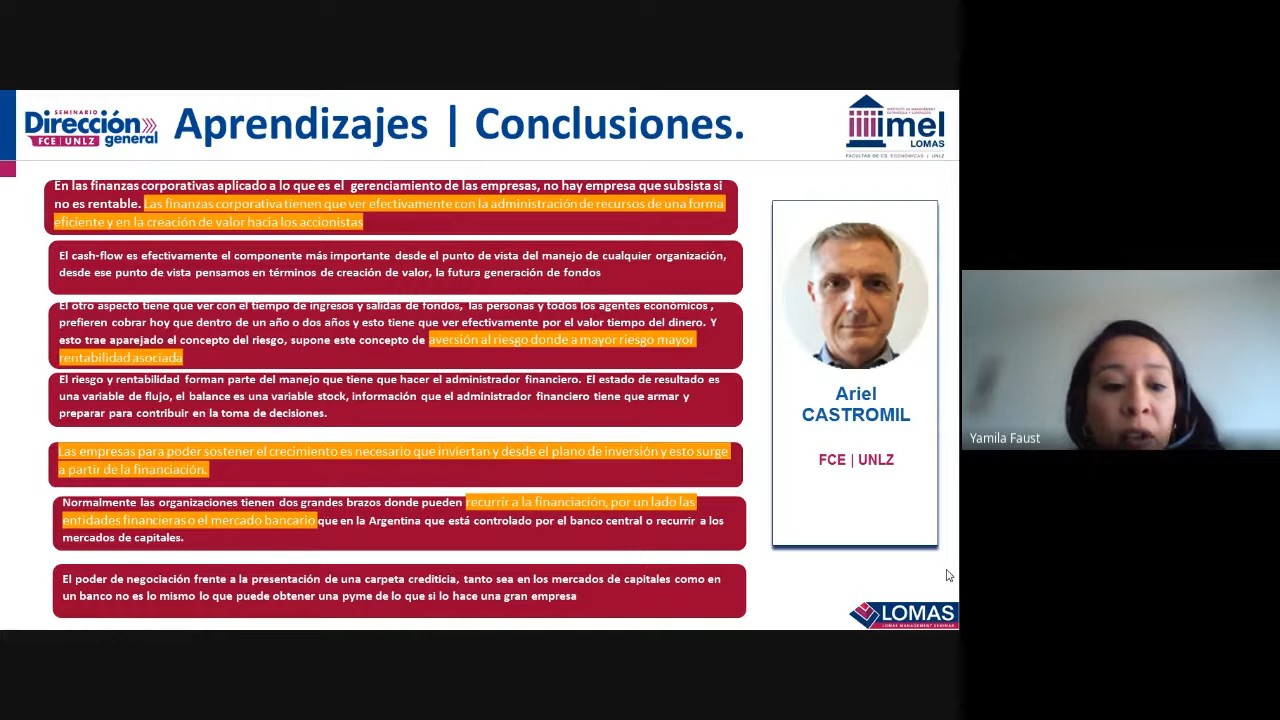 SEMINARIO
Dirección
general
FCE | UNLZ
Aprendizajes | Conclusiones.
INSTITUTO DE MANAGEMENT
ESTRATEGIA Y LIDERAZGO
imel
LOMAS
FACULTAD DE CS. ECONÓMICAS | UNLZ
En las finanzas corporativas aplicado a lo que es el gerenciamiento de las empresas, no hay empresa que subsista si
no es rentable. Las finanzas corporativa tienen que ver efectivamente con la administración de recursos de una forma
eficiente y en la creación de valor hacia los accionistas
El cash-flow es efectivamente el componente más importante desde el punto de vista del manejo de cualquier organización,
desde ese punto de vista pensamos en términos de creación de valor, la futura generación de fondos
El otro aspecto tiene que ver con el tiempo de ingresos y salidas de fondos, las personas y todos los agentes económicos ,
prefieren cobrar hoy que dentro de un año o dos años y esto tiene que ver efectivamente por el valor tiempo del dinero. Y
esto trae aparejado el concepto del riesgo, supone este concepto de aversión al riesgo donde a mayor riesgo mayor
rentabilidad asociada
El riesgo y rentabilidad forman parte del manejo que tiene que hacer el administrador financiero. El estado de resultado es
una variable de flujo, el balance es una variable stock, información que el administrador financiero tiene que armar y
preparar para contribuir en la toma de decisiones.
Las empresas para poder sostener el crecimiento es necesario que inviertan y desde el plano de inversión y esto surge
a partir de la financiación.
Normalmente las organizaciones tienen dos grandes brazos donde pueden recurrir a la financiación, por un lado las
entidades financieras o el mercado bancario que en la Argentina que está controlado por el banco central o recurrir a los
mercados de capitales.
El poder de negociación frente a la presentación de una carpeta crediticia, tanto sea en los mercados de capitales como en
un banco no es lo mismo lo que puede obtener una pyme de lo que si lo hace una gran empresa
Ariel
CASTROMIL
FCE | UNLZ
LOMAS
LOMAS MANAGEMENT SEMINAR
Yamila Faust